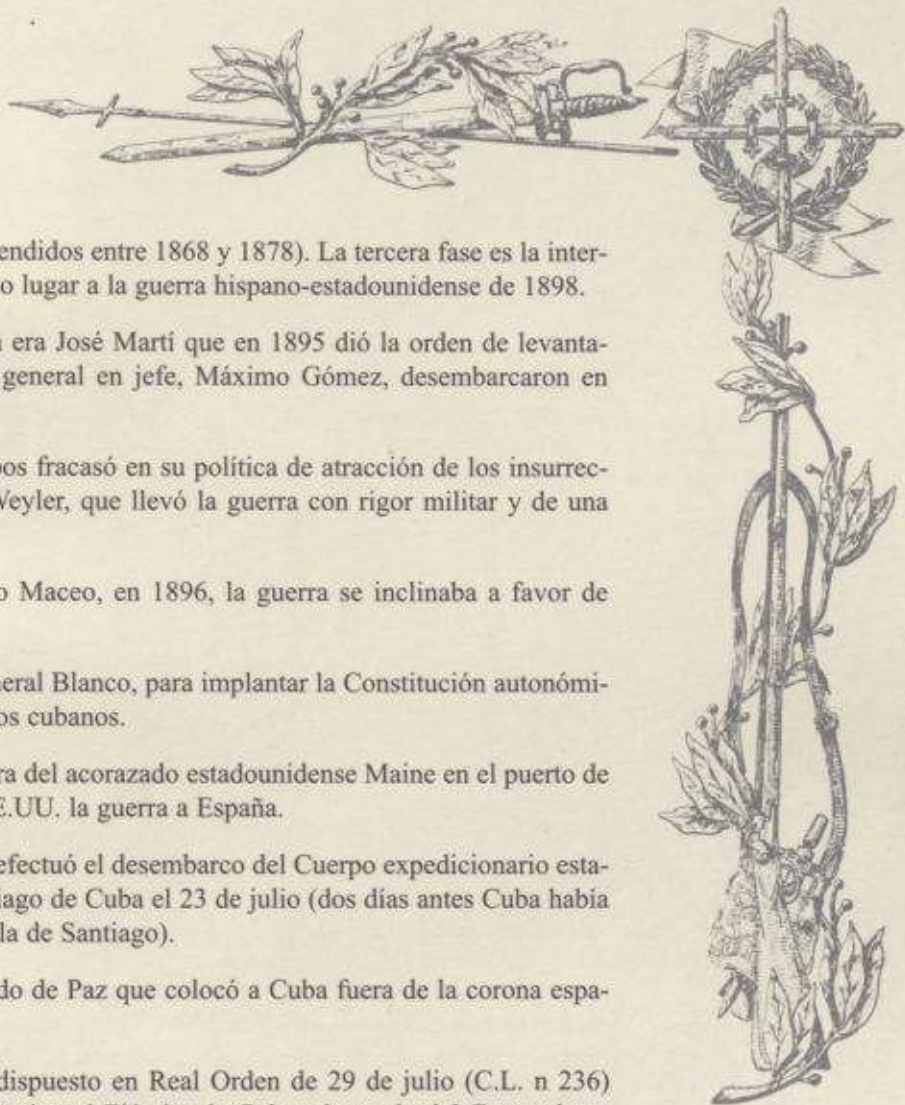 endidos entre 1868 y 1878). La tercera fase es la inter-
o lugar a la guerra hispano-estadounidense de 1898.
era José Martí que en 1895 dió la orden de levanta-
general en jefe, Máximo Gómez, desembarcaron en
os fracasó en su política de atracción de los insurrec-
Weyler, que llevó la guerra con rigor militar y de una
o Maceo, en 1896, la guerra se inclinaba a favor de
neral Blanco, para implantar la Constitución autonómi-
os cubanos.
ra del acorazado estadounidense Maine en el puerto de
E.UU. la guerra a España.
efectuó el desembarco del Cuerpo expedicionario esta-
iago de Cuba el 23 de julio (dos días antes Cuba había
la de Santiago).
do de Paz que colocó a Cuba fuera de la corona espa-
dispuesto en Real Orden de 29 de julio (C.L. n 236)